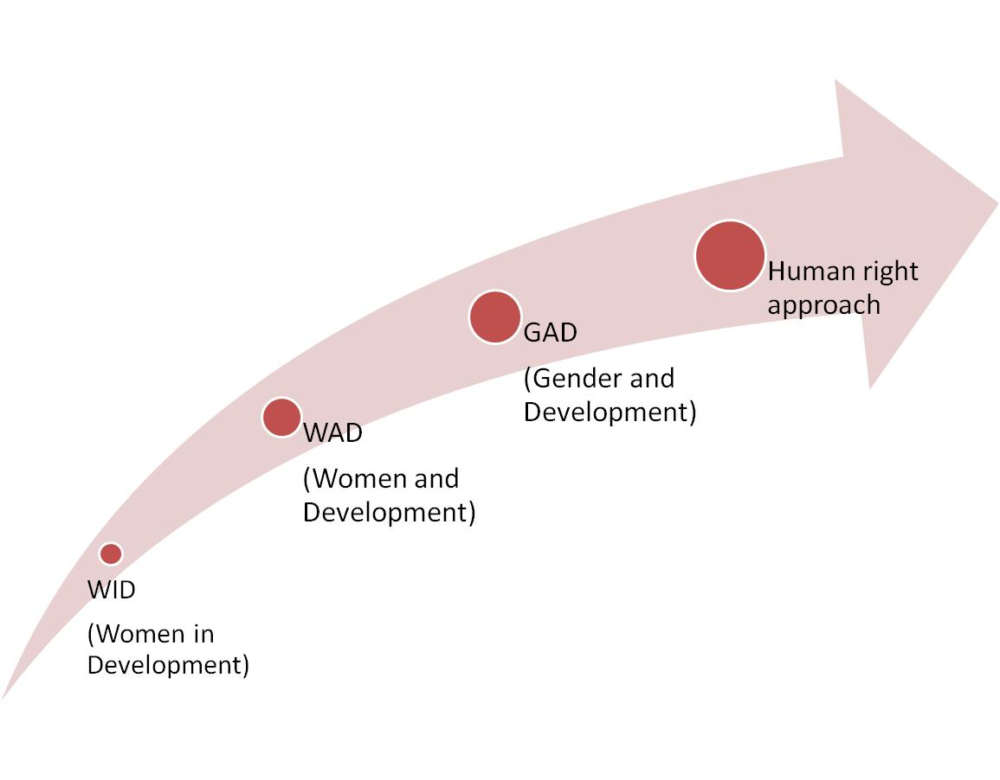 WID
(Women in
Development)
WAD
(Women and
Development)
GAD
(Gender and
Development)
Human right
approach